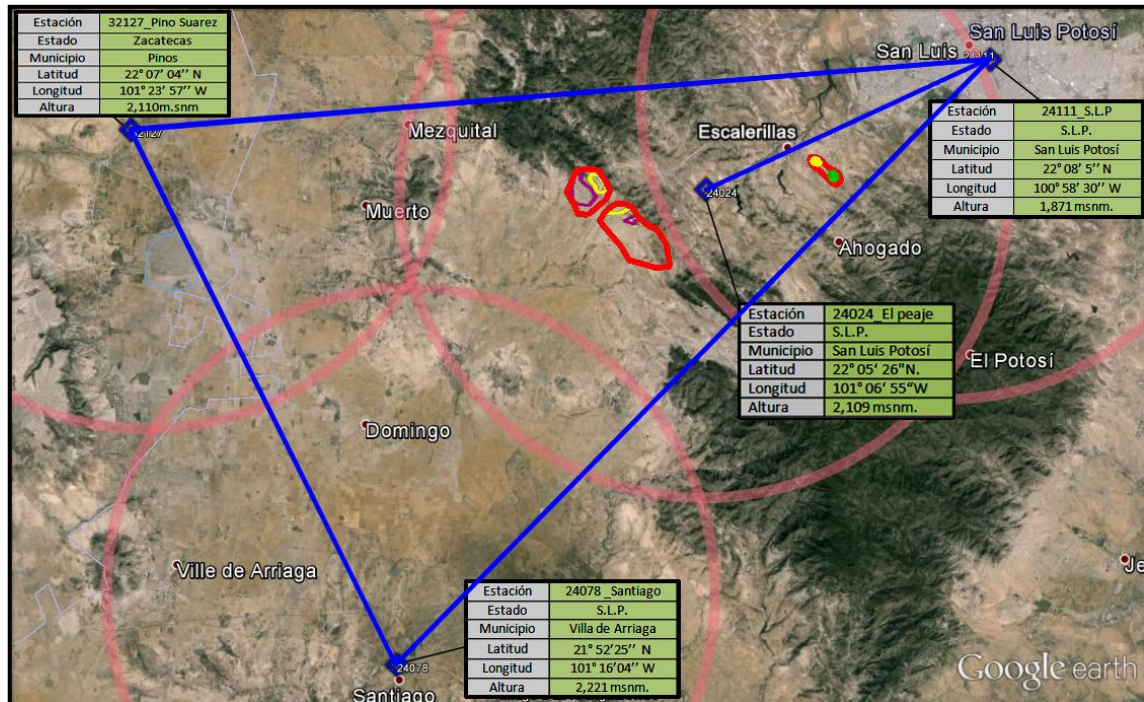 Estación 32127_Pino Suarez
Estado Zacatecas
Municipio Pinos
Latitud 22° 07' 04'' N
Longitud 101° 23' 57'' W
Altura 2,110m.snm
San Luis Potosí
San Luis
24111
Estación 24111_S.L.P
Estado S.L.P.
Municipio San Luis Potosí
Latitud 22° 08' 5'' N
Longitud 100° 58' 30'' W
Altura 1,871 msnm.
Mezquital
Escalerillas
24024
Muerto
Ahogado
Estación 24024_El peaje
Estado S.L.P.
Municipio San Luis Potosí
Latitud 22° 05' 26"N.
Longitud 101° 06' 55"W
Altura 2,109 msnm.
El Potosí
Domingo
Ville de Arriaga
Je
Estación 24078_Santiago
Estado S.L.P.
Municipio Villa de Arriaga
Latitud 21° 52'25'' N
Longitud 101° 16'04'' W
Altura 2,221 msnm.
24078
Santiago
Google earth